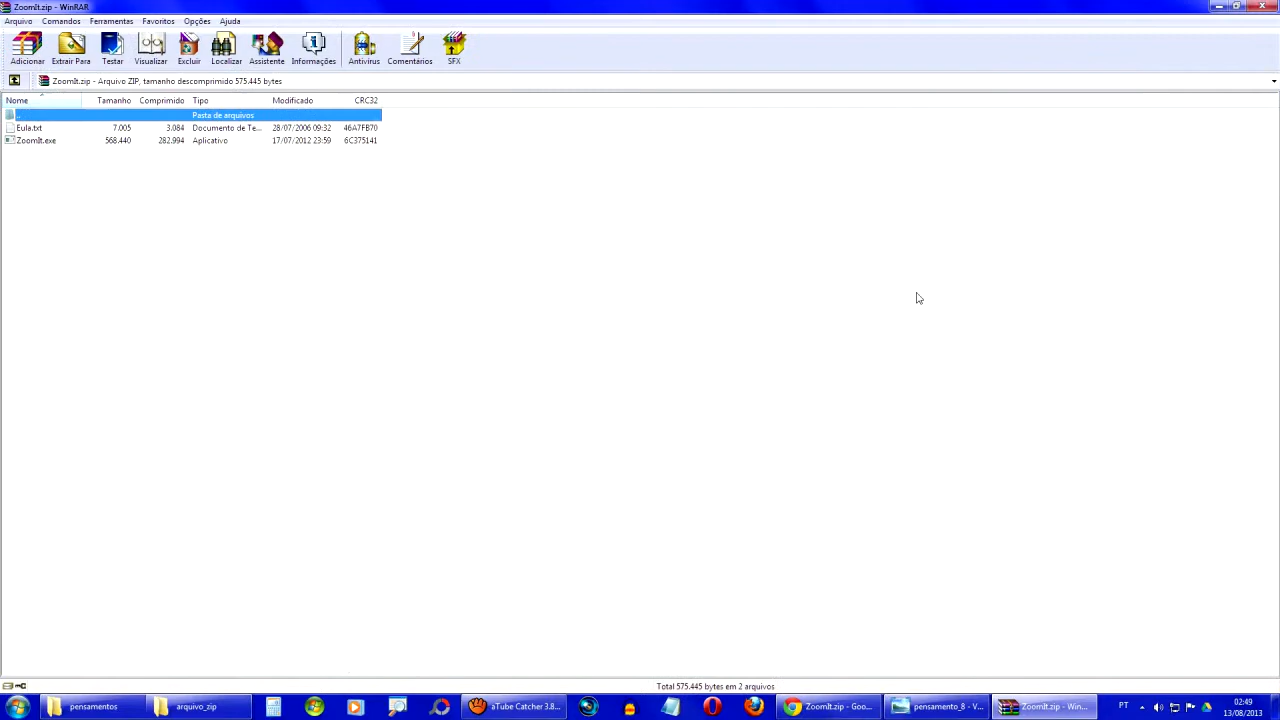 ZoomIt.zip - WinRAR
Arquivo Comandos Ferramentas Favoritos Opções Ajuda
Adicionar Extrair Para Testar Visualizar Excluir Localizar Assistente Informações Antivírus Comentários SFX
ZoomIt.zip - Arquivo ZIP, tamanho descomprimido 575.445 bytes
Nome Tamanho Comprimido Tipo Modificado CRC32
.. Pasta de arquivos
Eula.txt 7.005 3.084 Documento de Te... 28/07/2006 09:32 46A7FB70
ZoomIt.exe 568.440 282.994 Aplicativo 17/07/2012 23:59 6C375141
Total 575.445 bytes em 2 arquivos
pensamentos arquivo_zip aTube Catcher 3.8... ZoomIt.zip - Goo... pensamento_8 - V... ZoomIt.zip - Win... PT 02:49
13/08/2013